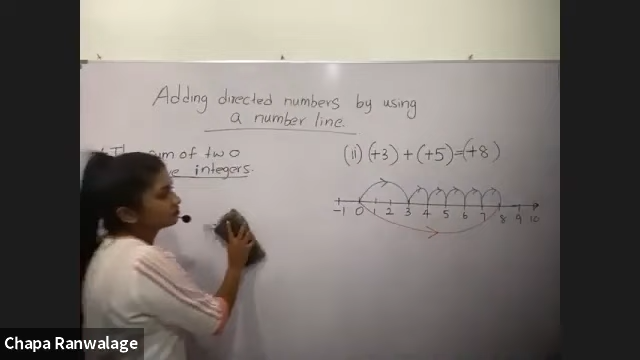 Adding directed numbers by using
a number line.
sum of two
integers.
(11) (+3) + (+5) = (+8)
-1 0 1 2 3 4 5 6 7 8 9 10
Chapa Ranwalage